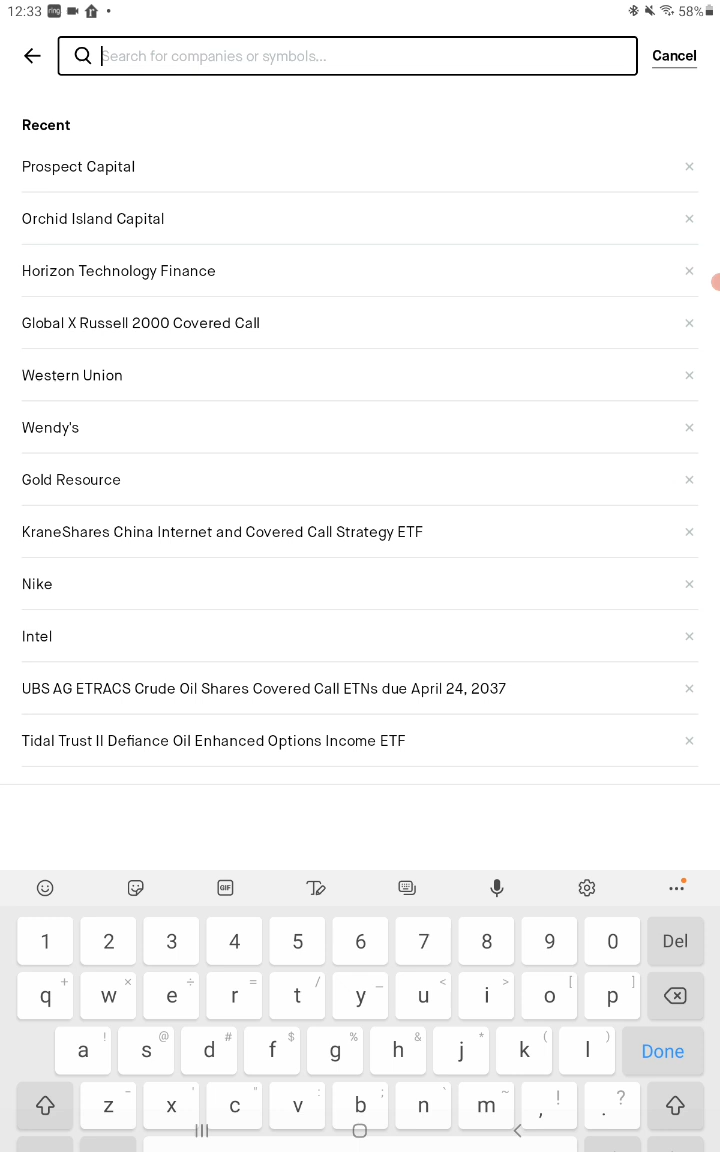 12:33 ring 58%
Search for companies or symbols...
Cancel
Recent
Prospect Capital
Orchid Island Capital
Horizon Technology Finance
Global X Russell 2000 Covered Call
Western Union
Wendy's
Gold Resource
KraneShares China Internet and Covered Call Strategy ETF
Nike
Intel
UBS AG ETRACS Crude Oil Shares Covered Call ETNs due April 24, 2037
Tidal Trust II Defiance Oil Enhanced Options Income ETF
GIF
1 2 3 4 5 6 7 8 9 0 Del
+ × ÷ = / _ < > [ ]
q w e r t y u i o p
! @ # $ % & * ( )
a s d f g h j k l Done
- ' " : ; ` ~ ! ?
z x c v b n m , .